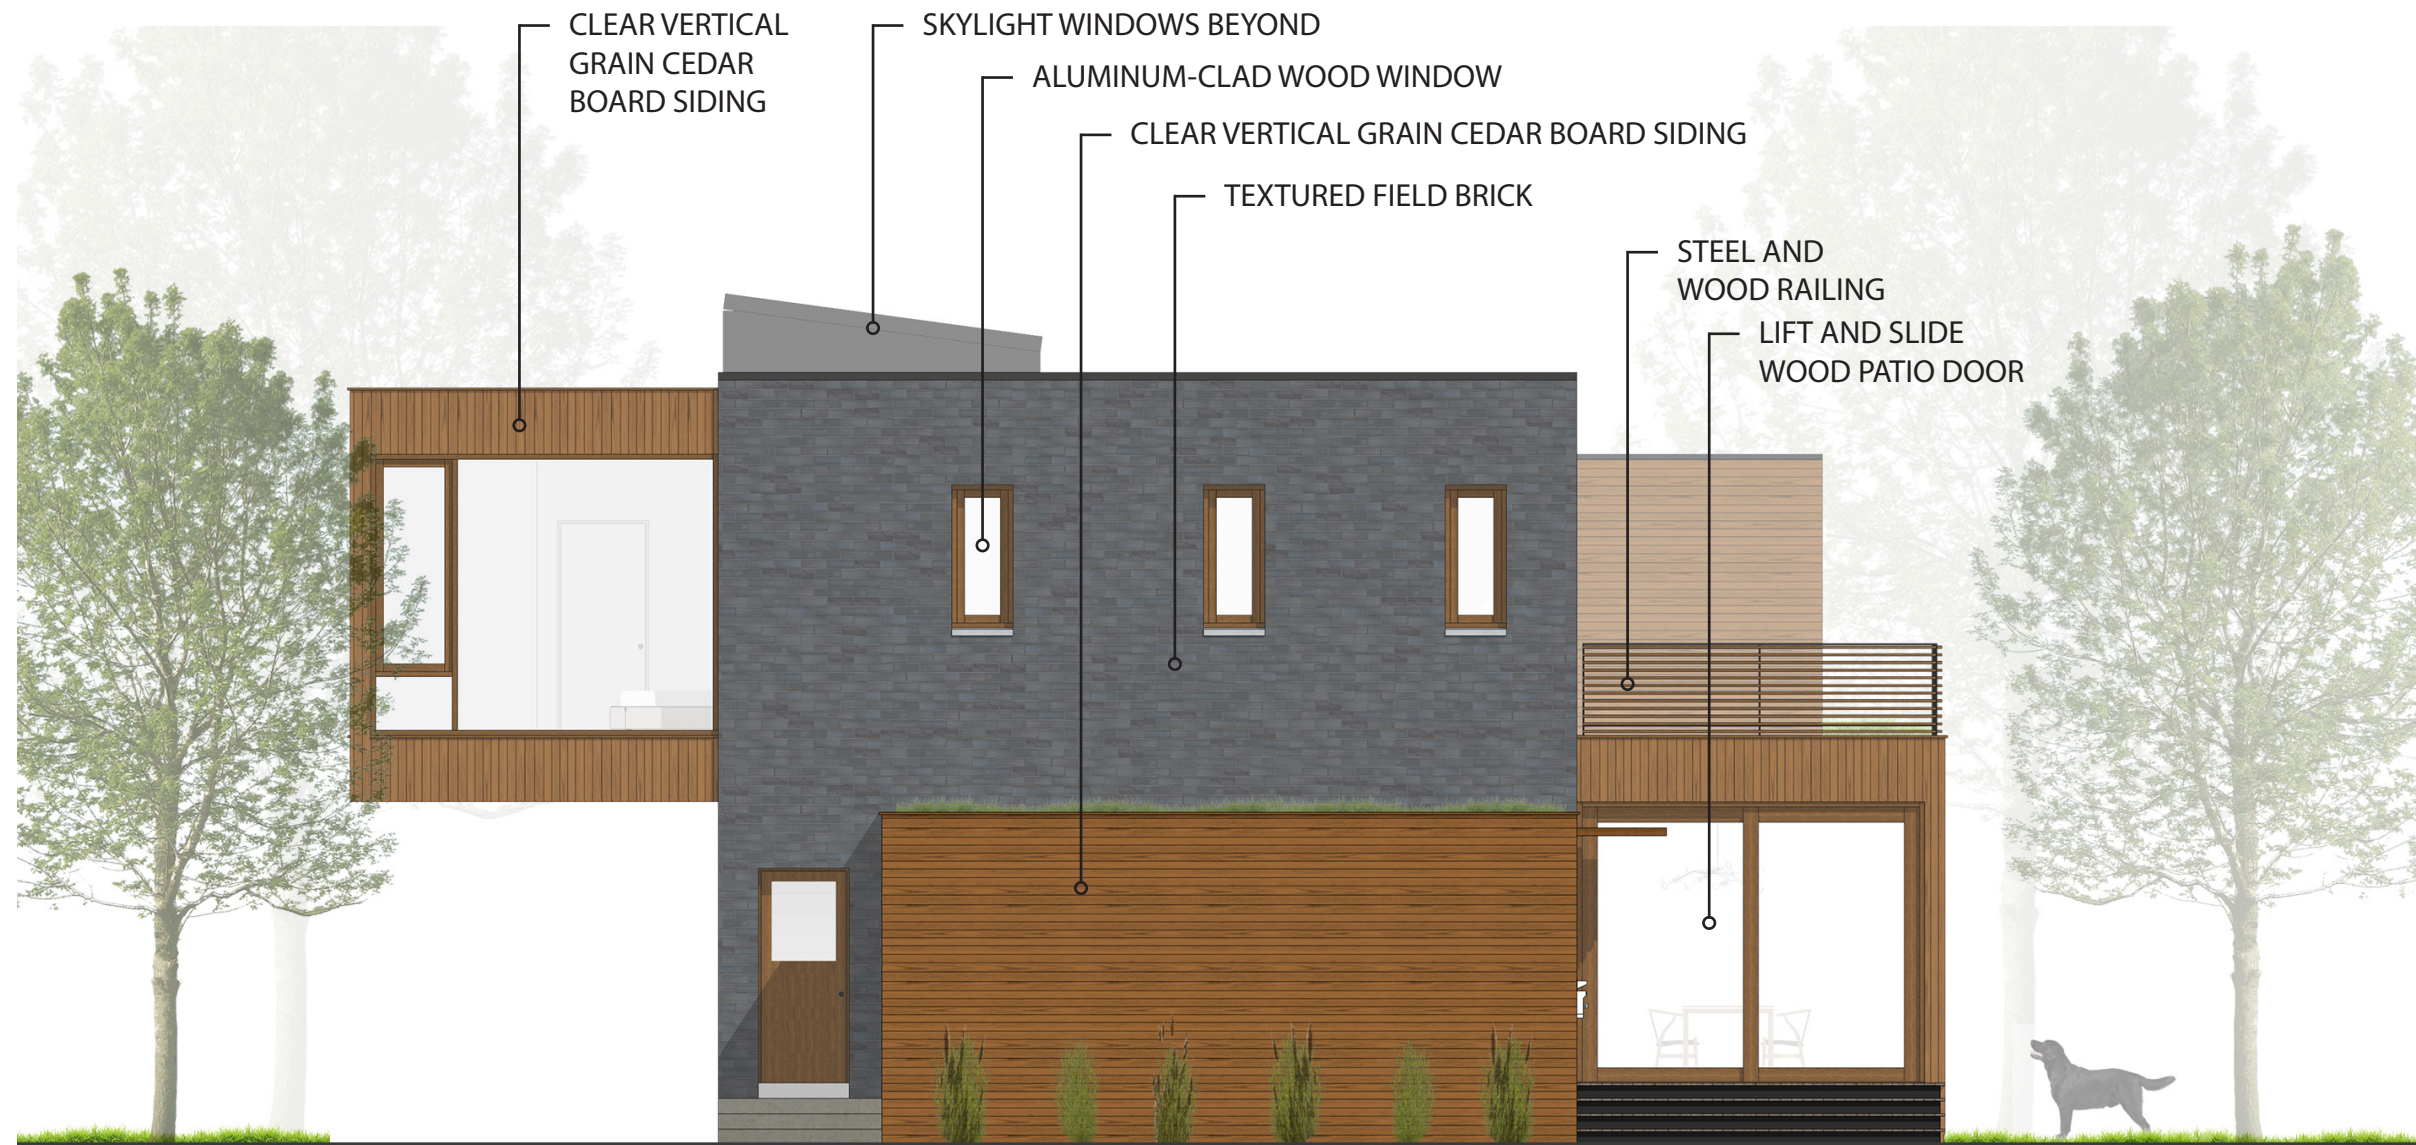 CLEAR VERTICAL
GRAIN CEDAR
BOARD SIDING
SKYLIGHT WINDOWS BEYOND
ALUMINUM-CLAD WOOD WINDOW
CLEAR VERTICAL GRAIN CEDAR BOARD SIDING
TEXTURED FIELD BRICK
STEEL AND
WOOD RAILING
LIFT AND SLIDE
WOOD PATIO DOOR